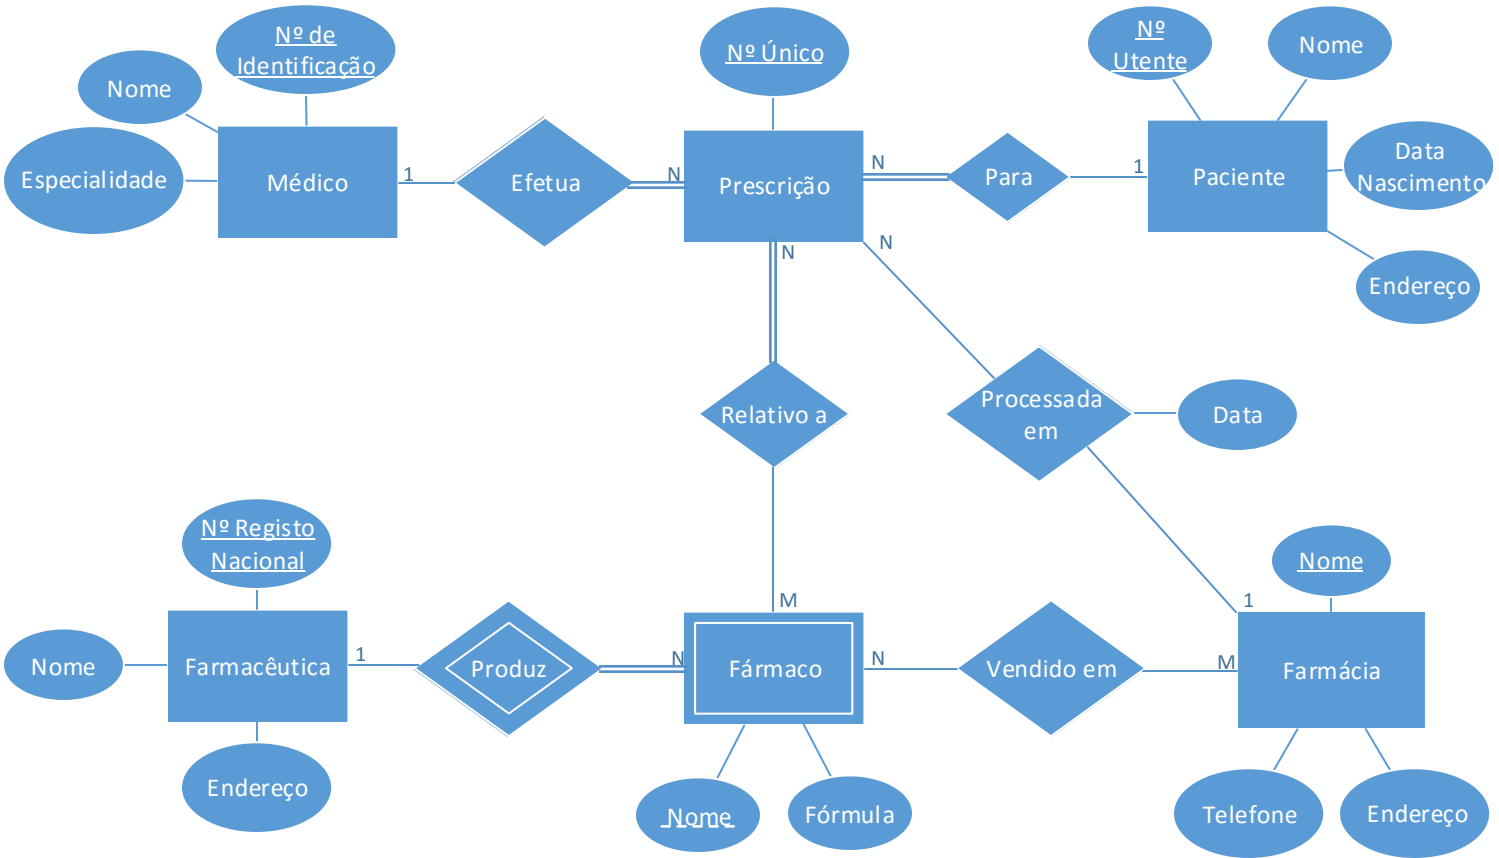 Nº de
Identificação
Nome
Especialidade
Médico
1
Efetua
N
Nº Único
Prescrição
N
Para
1
Nº
Utente
Nome
Paciente
Data
Nascimento
Endereço
N
N
Relativo a
Processada
em
Data
M
1
Nº Registo
Nacional
Nome
Farmacêutica
1
Produz
N
Fármaco
N
Vendido em
M
Nome
Farmácia
Endereço
Nome
Fórmula
Telefone
Endereço